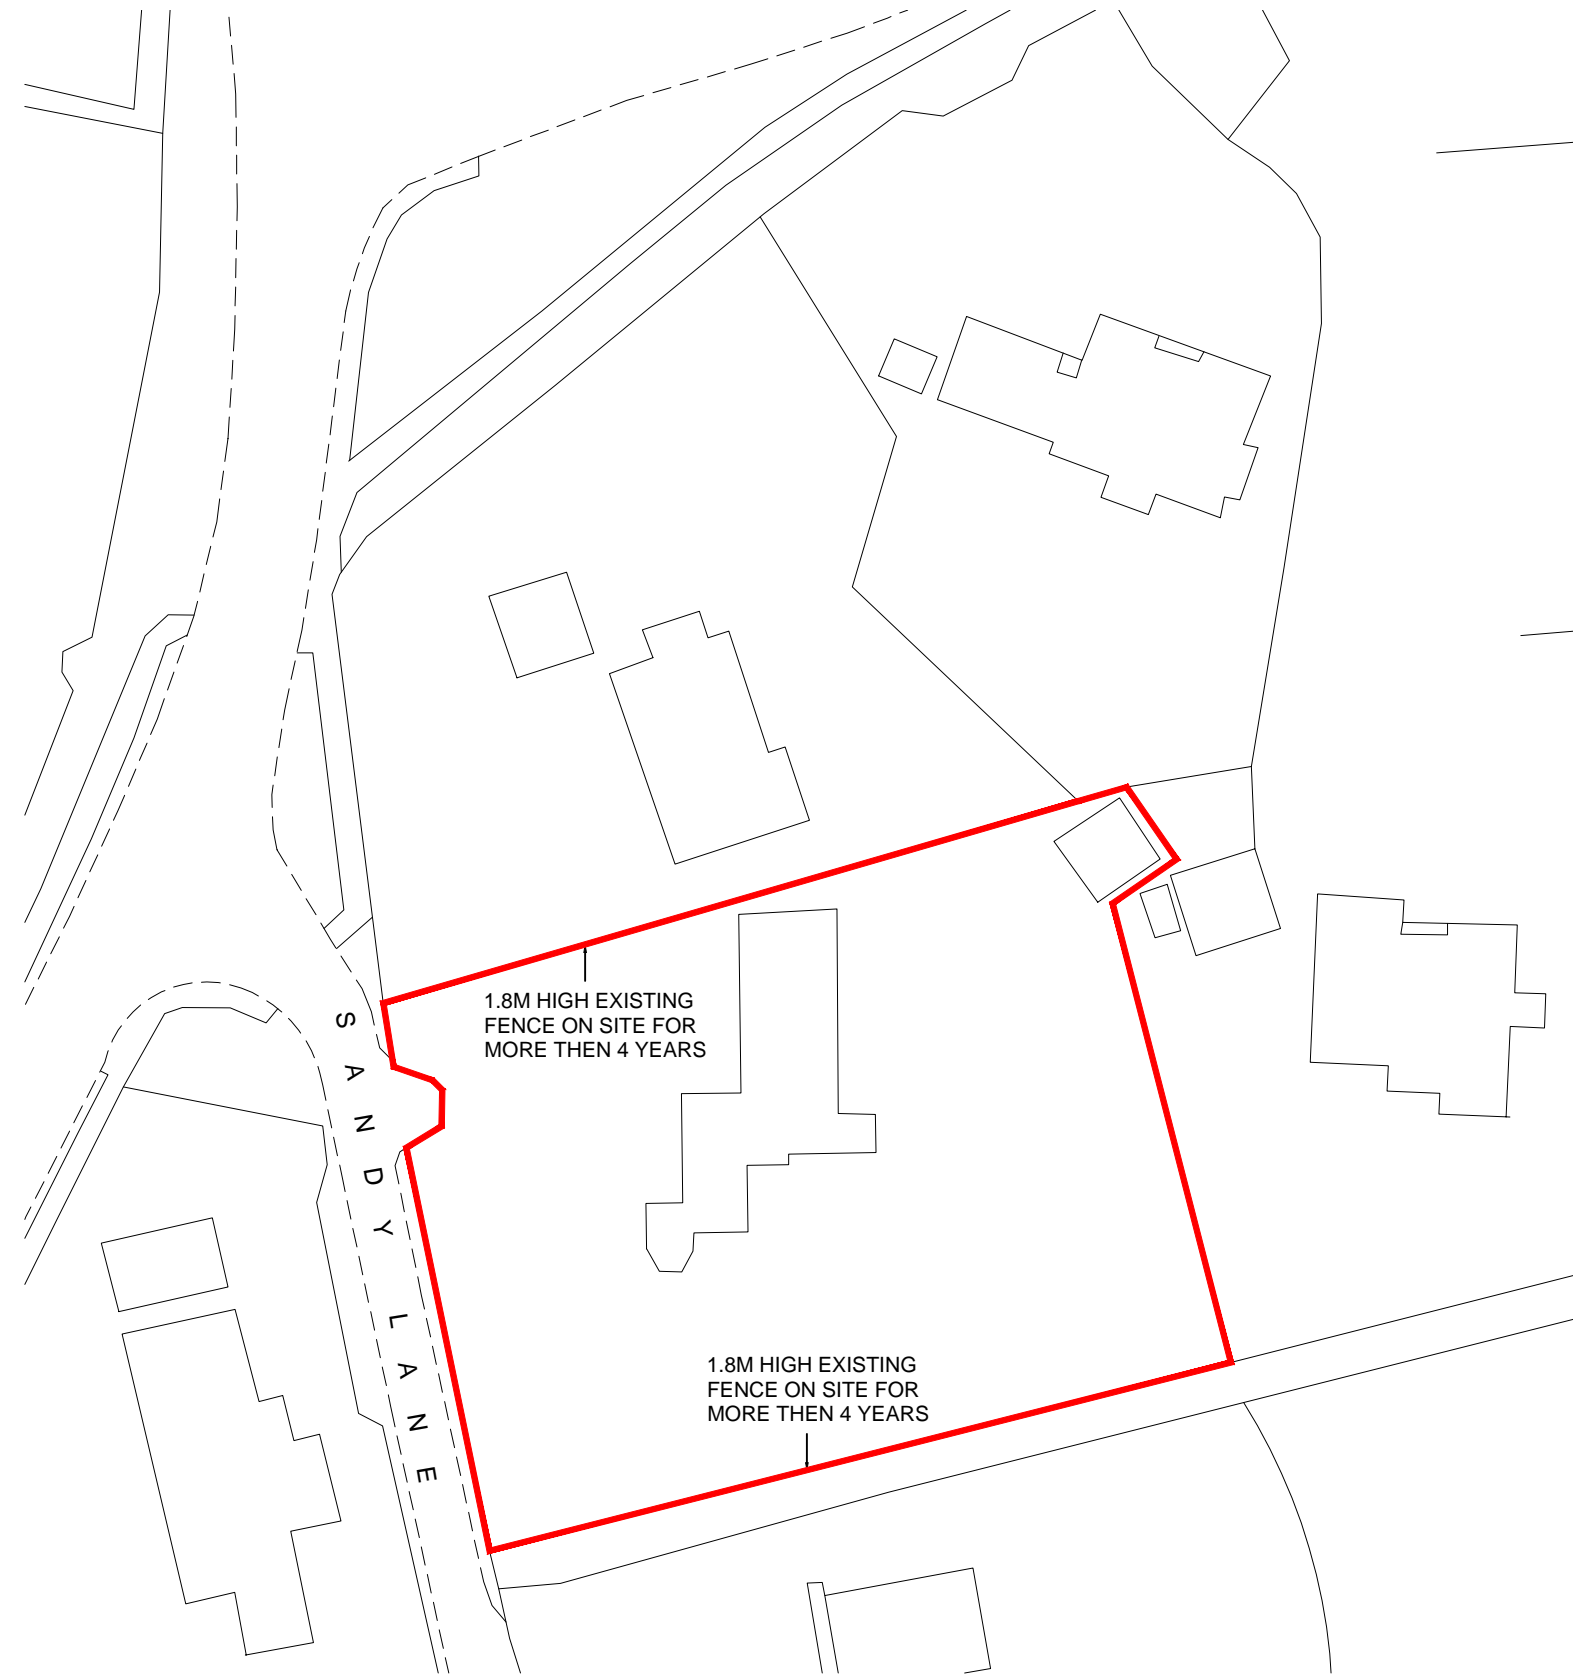 1.8M HIGH EXISTING
FENCE ON SITE FOR
MORE THEN 4 YEARS
SANDY LANE
1.8M HIGH EXISTING
FENCE ON SITE FOR
MORE THEN 4 YEARS